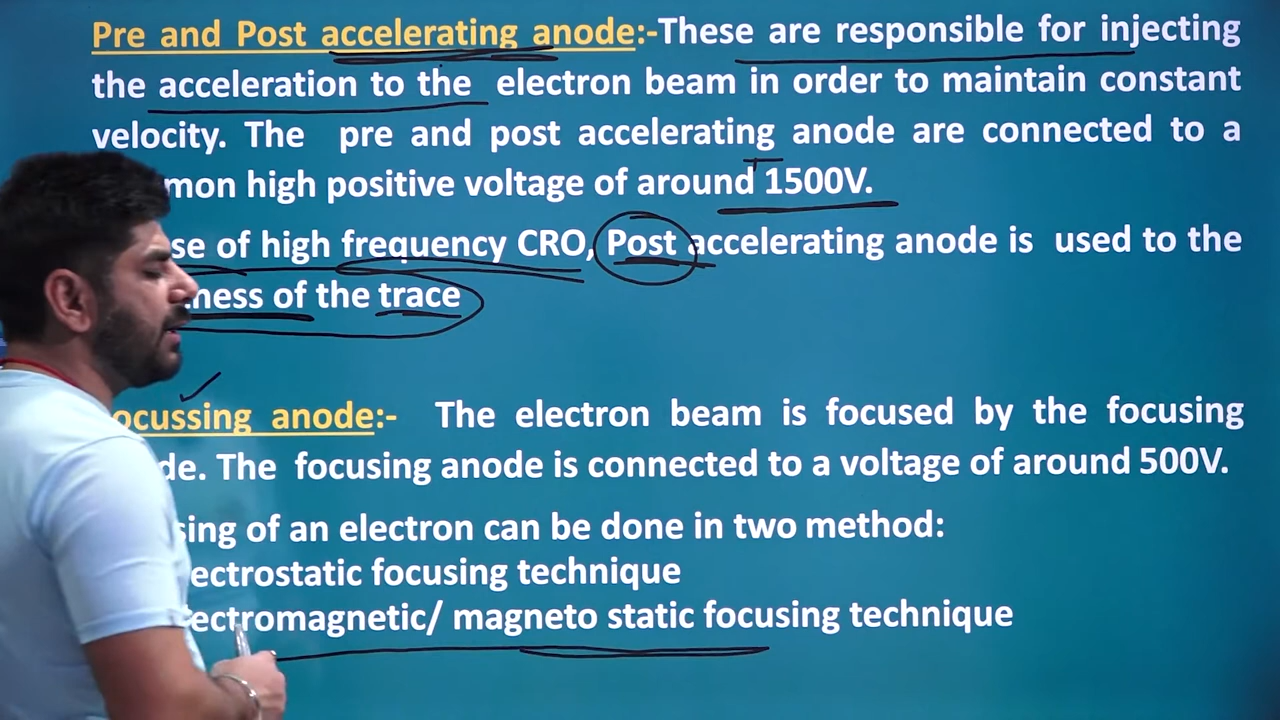 Pre and Post accelerating anode:-These are responsible for injecting
the acceleration to the electron beam in order to maintain constant
velocity. The pre and post accelerating anode are connected to a
mon high positive voltage of around 1500V.
se of high frequency CRO, Post accelerating anode is used to the
ness of the trace
ocussing anode:- The electron beam is focused by the focusing
de. The focusing anode is connected to a voltage of around 500V.
sing of an electron can be done in two method:
ectrostatic focusing technique
ectromagnetic/ magneto static focusing technique